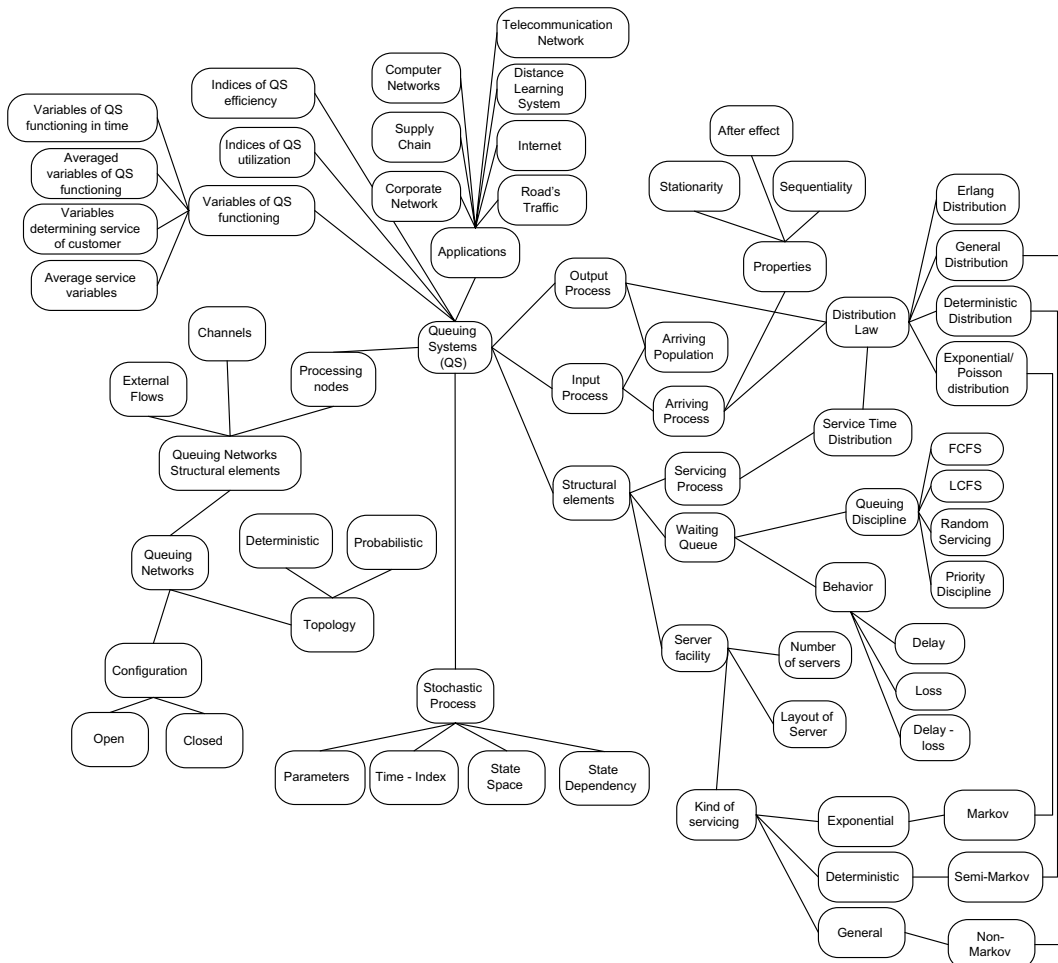 Telecommunication
Network
Computer
Networks
Distance
Learning
System
Indices of QS
efficiency
Variables of QS
functioning in time
Supply
Chain
Internet
After effect
Indices of QS
utilization
Averaged
variables of QS
functioning
Stationarity
Sequentiality
Corporate
Network
Road's
Traffic
Variables of QS
functioning
Variables
determining service
of customer
Erlang
Distribution
Applications
General
Distribution
Properties
Average service
variables
Output
Process
Deterministic
Distribution
Distribution
Law
Channels
Queuing
Systems
(QS)
Arriving
Population
Exponential/
Poisson
distribution
External
Flows
Processing
nodes
Input
Process
Arriving
Process
Service Time
Distribution
Queuing Networks
Structural elements
FCFS
Structural
elements
Servicing
Process
LCFS
Queuing
Discipline
Waiting
Queue
Random
Servicing
Deterministic
Probabilistic
Queuing
Networks
Priority
Discipline
Behavior
Topology
Server
facility
Number
of servers
Delay
Configuration
Stochastic
Process
Loss
Layout of
Server
Open
Closed
Delay -
loss
Parameters
Time - Index
State
Space
State
Dependency
Kind of
servicing
Exponential
Markov
Deterministic
Semi-Markov
General
Non-
Markov